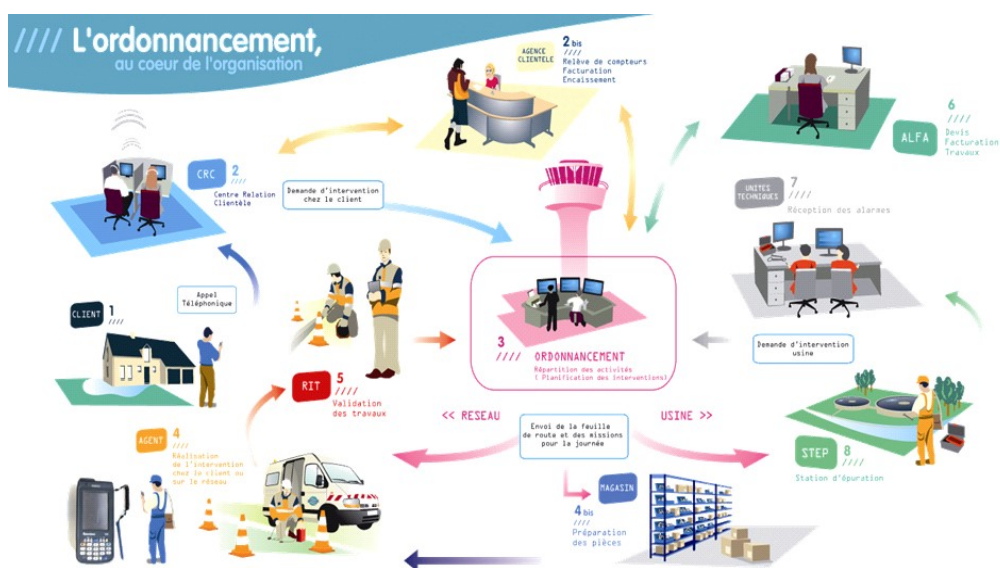 //// L'ordonnancement,
au coeur de l'organisation
AGENCE
CLIENTELE
2 bis
////
Relève de compteurs
Facturation
Encaissement
6
////
ALFA
Devis
Facturation
Travaux
CRC
2
////
Centre Relation
Clientèle
Demande d'intervention
chez le client
UNITES
TECHNIQUES
7
////
Réception des alarmes
Appel
Téléphonique
CLIENT
1
////
3
////
ORDONNANCEMENT
Répartition des activités
( Planification des interventions)
Demande d'intervention
usine
RIT
5
////
Validation
des travaux
<< RESEAU
Envoi de la feuille
de route et des missions
pour la journée
USINE >>
AGENT
4
////
Réalisation
de l'intervention
chez le client ou
sur le réseau
STEP
8
////
Station d'épuration
MAGASIN
4 bis
////
Préparation
des pièces